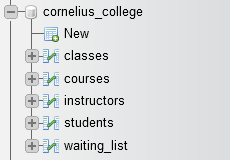 cornelius_college
New
classes
courses
instructors
students
waiting_list